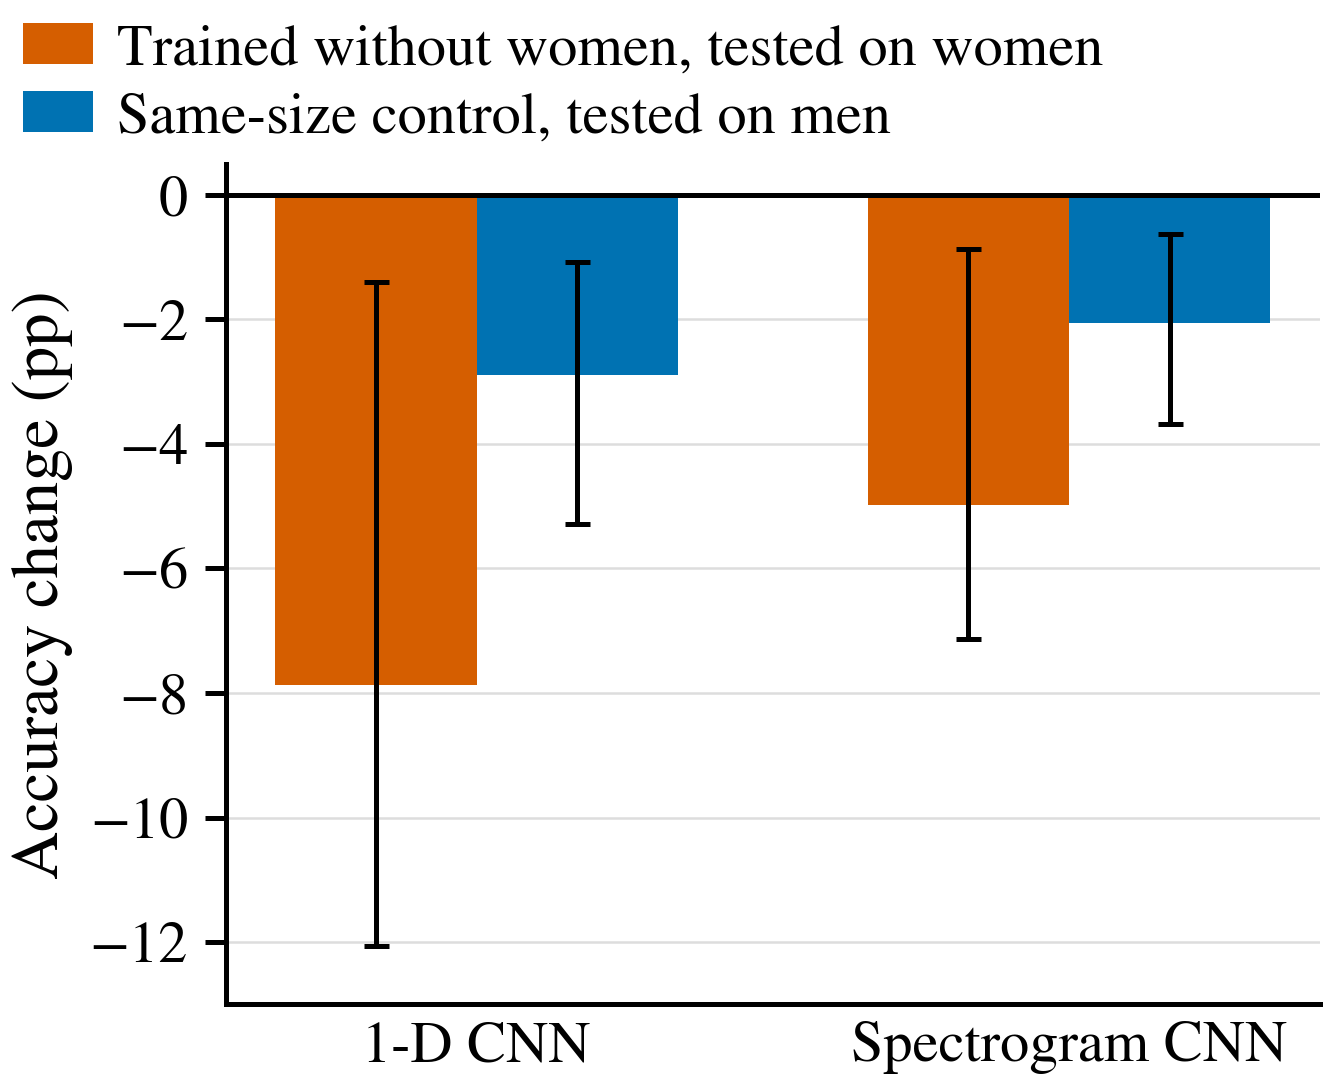 Trained without women, tested on women
Same-size control, tested on men
Accuracy change (pp)
0
−2
−4
−6
−8
−10
−12
1-D CNN
Spectrogram CNN